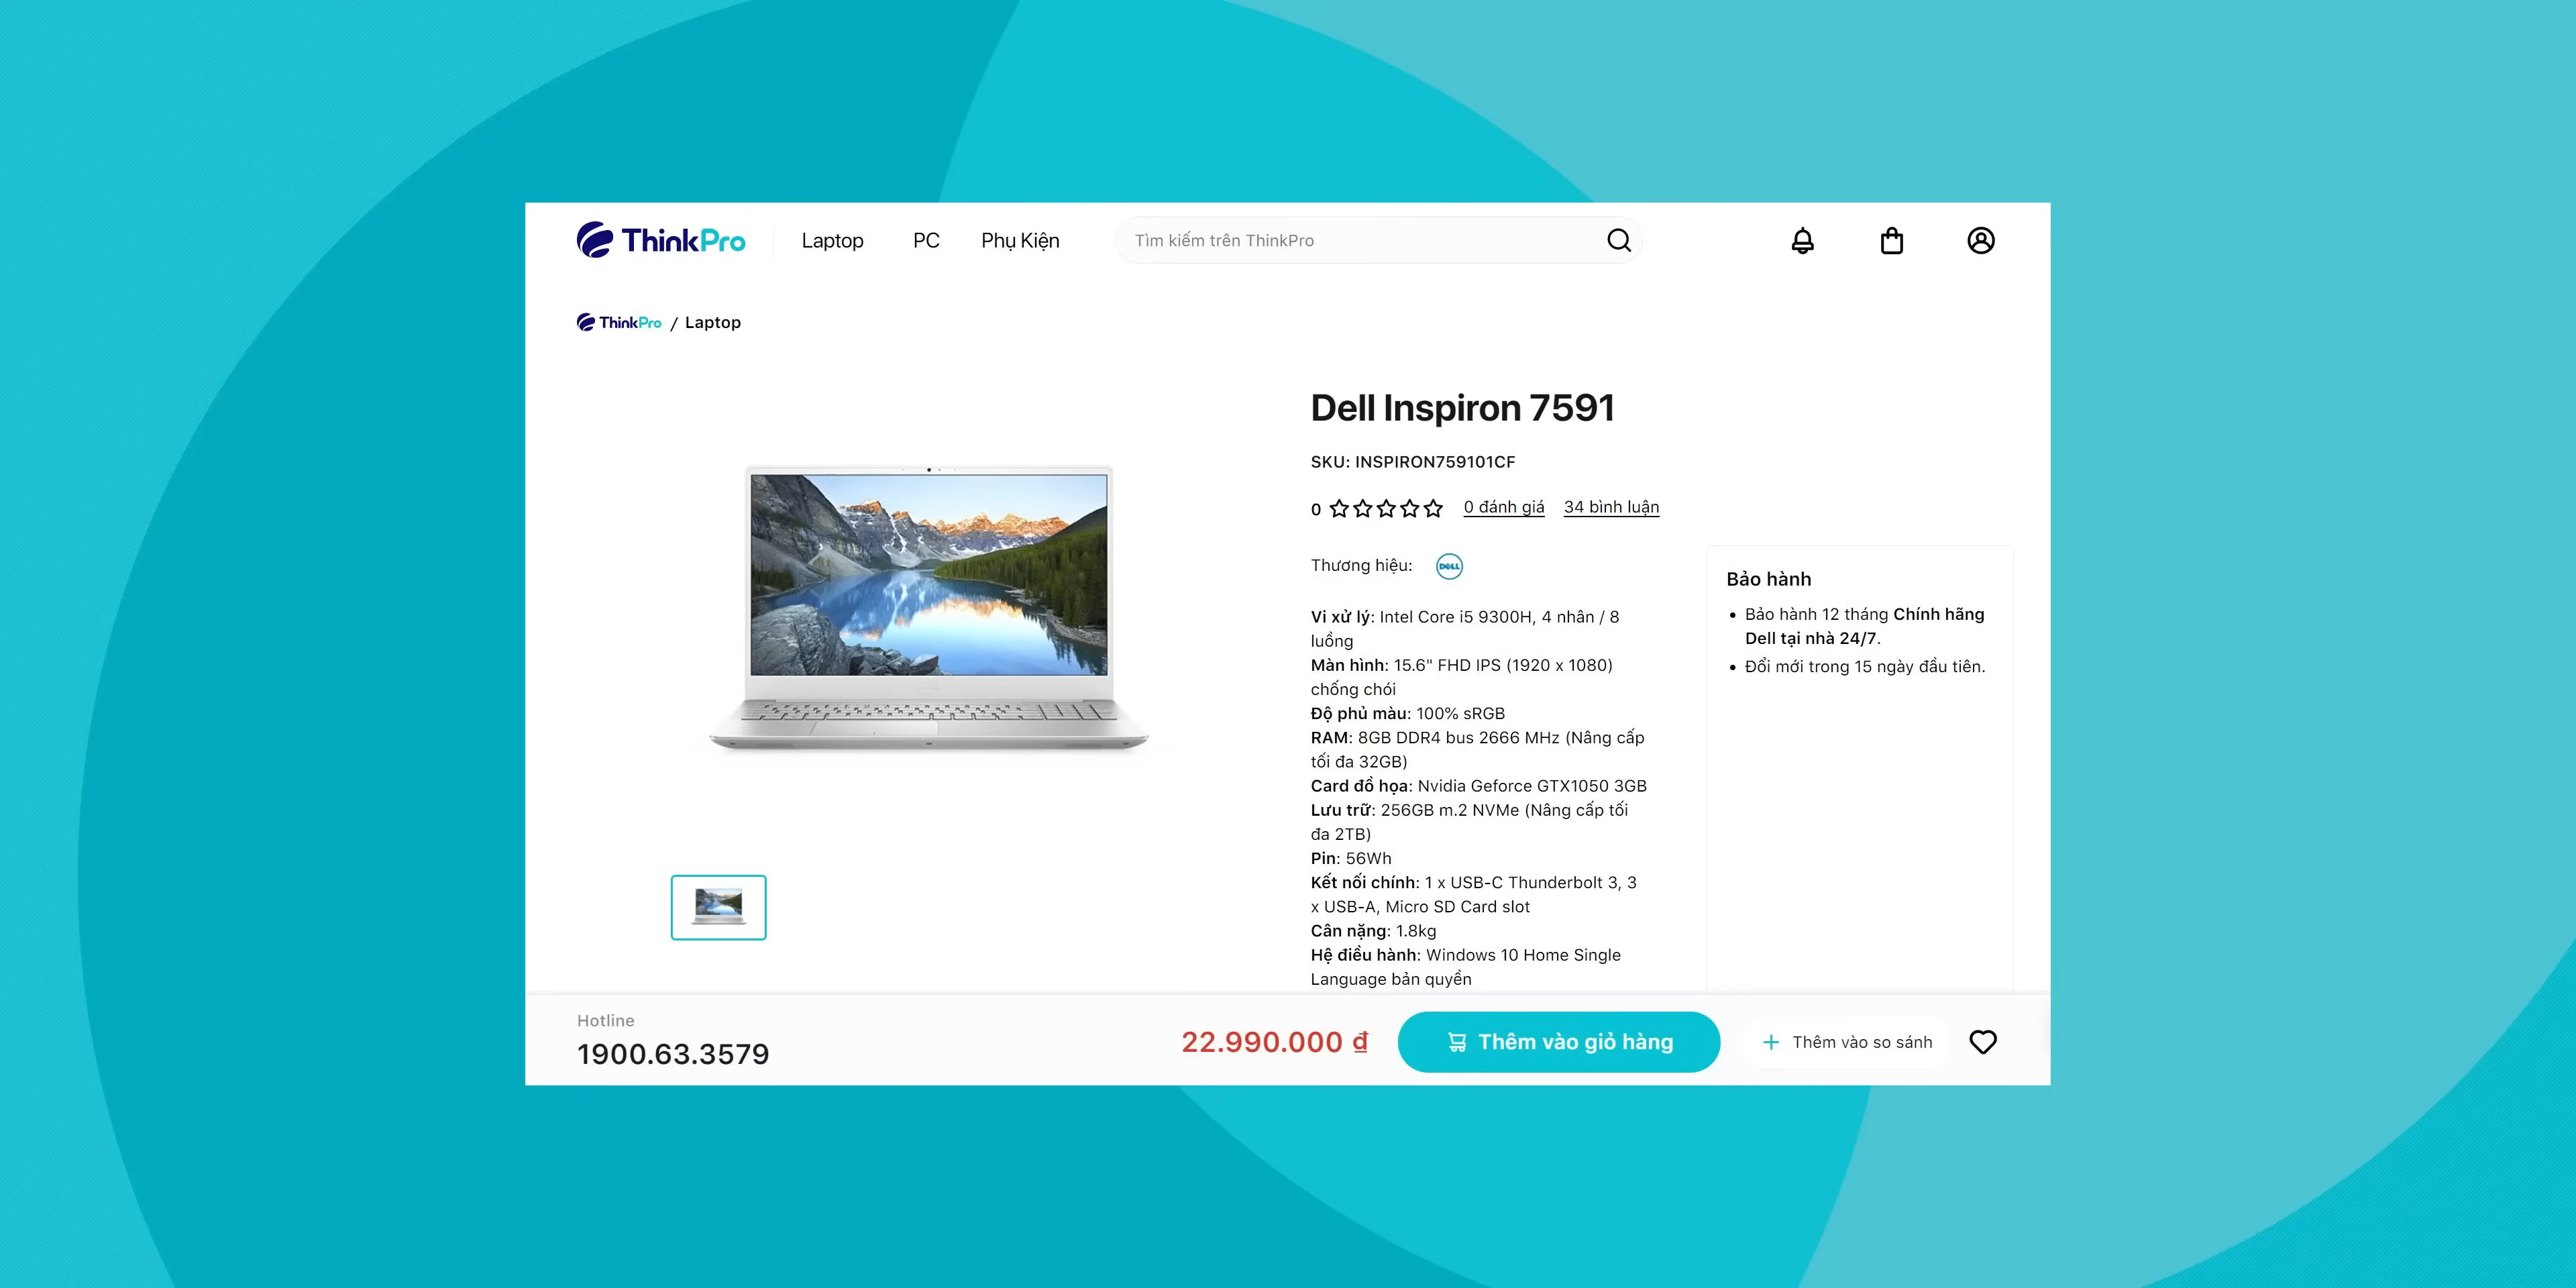 ThinkPro
Laptop
PC
Phụ Kiện
Tìm kiếm trên ThinkPro
ThinkPro / Laptop
Dell Inspiron 7591
SKU: INSPIRON759101CF
0
0 đánh giá
34 bình luận
Thương hiệu:
DELL
Vi xử lý: Intel Core i5 9300H, 4 nhân / 8
luồng
Màn hình: 15.6" FHD IPS (1920 x 1080)
chống chói
Độ phủ màu: 100% sRGB
RAM: 8GB DDR4 bus 2666 MHz (Nâng cấp
tối đa 32GB)
Card đồ họa: Nvidia Geforce GTX1050 3GB
Lưu trữ: 256GB m.2 NVMe (Nâng cấp tối
đa 2TB)
Pin: 56Wh
Kết nối chính: 1 x USB-C Thunderbolt 3, 3
x USB-A, Micro SD Card slot
Cân nặng: 1.8kg
Hệ điều hành: Windows 10 Home Single
Language bản quyền
Bảo hành
• Bảo hành 12 tháng Chính hãng
Dell tại nhà 24/7.
• Đổi mới trong 15 ngày đầu tiên.
Hotline
1900.63.3579
22.990.000 ₫
Thêm vào giỏ hàng
+ Thêm vào so sánh